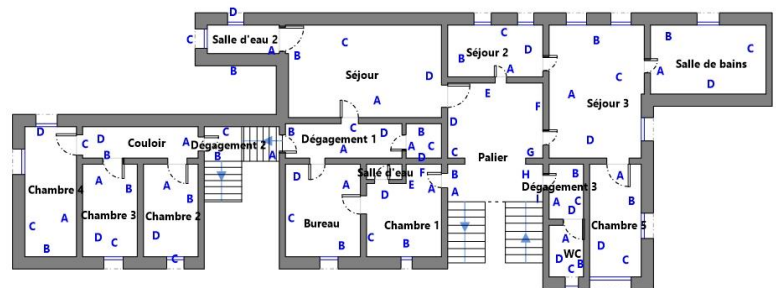 D
C
Salle d'eau 2
A
B
B
C
Séjour
D
A
C
Séjour 2
D
B
A
E
F
B
C
A
Séjour 3
D
B
C
A
Salle de bains
D
D
C
D
Couloir
A
B
C
Dégagement 2
B
A
B
C
Dégagement 1
D
A
B
A
C
D
D
C
Palier
G
H
I
Chambre 4
A
C
B
A
B
Chambre 3
D
C
A
B
Chambre 2
D
C
D
A
C
Bureau
B
Salle d'eau
F
E
A
D
Chambre 1
C
B
B
A
Dégagement 3
B
A
C
D
A
WC
D
C
B
A
B
Chambre 5
D
C